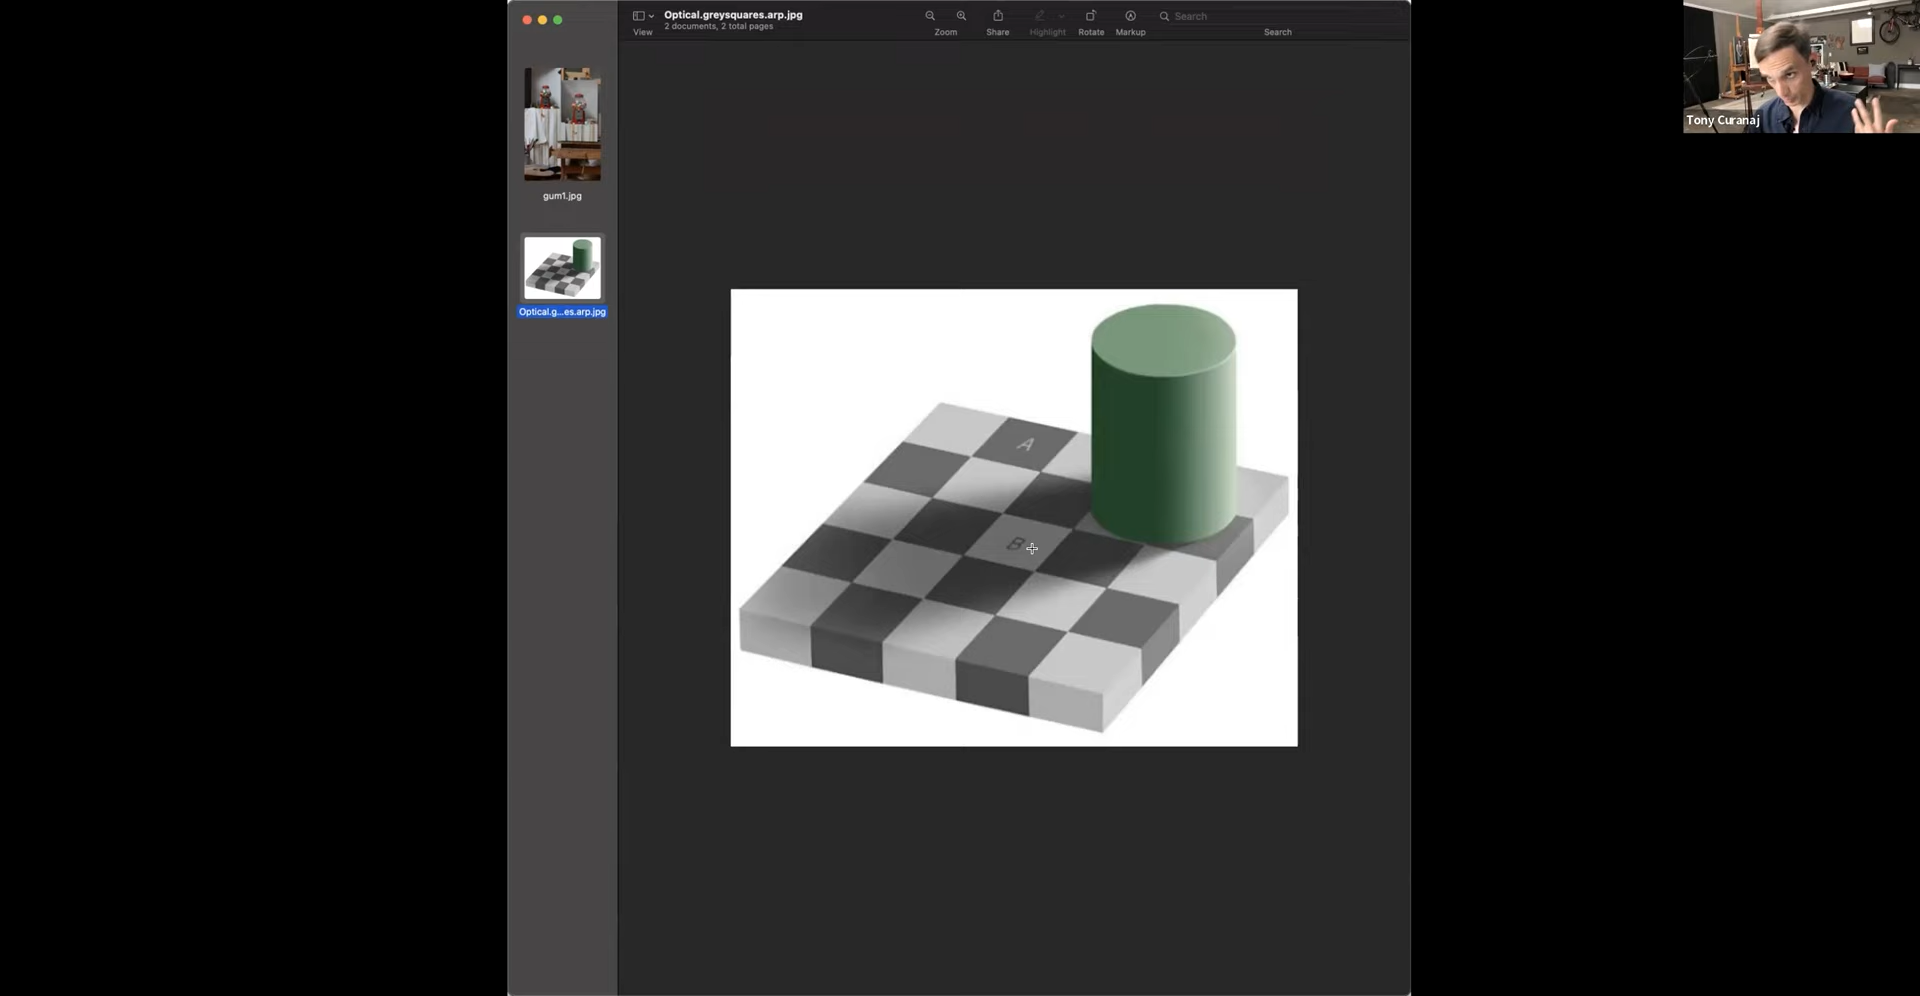 Optical.greysquares.arp.jpg
2 documents, 2 total pages
View
Zoom
Share
Highlight
Rotate
Markup
Search
Search
gum1.jpg
Optical.g...es.arp.jpg
A
B
Tony Curanaj